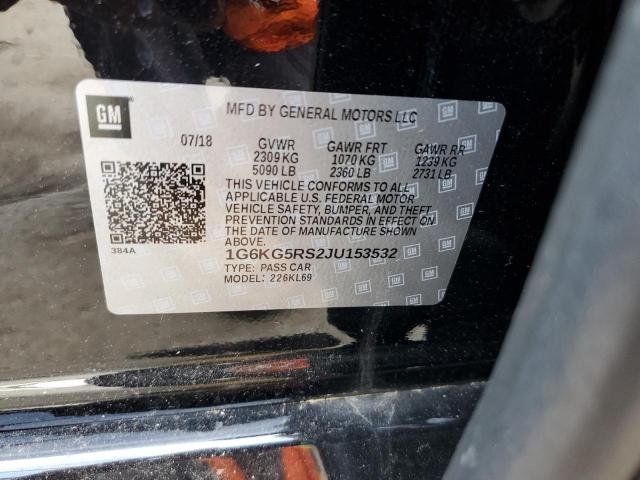 GM
MFD BY GENERAL MOTORS LLC
07/18 GVWR GAWR FRT GAWR RR
2309 KG 1070 KG 1239 KG
5090 LB 2360 LB 2731 LB
THIS VEHICLE CONFORMS TO ALL
APPLICABLE U.S. FEDERAL MOTOR
VEHICLE SAFETY, BUMPER, AND THEFT
PREVENTION STANDARDS IN EFFECT ON
THE DATE OF MANUFACTURE SHOWN
ABOVE.
384A
1G6KG5RS2JU153532
TYPE: PASS CAR
MODEL: 226KL69